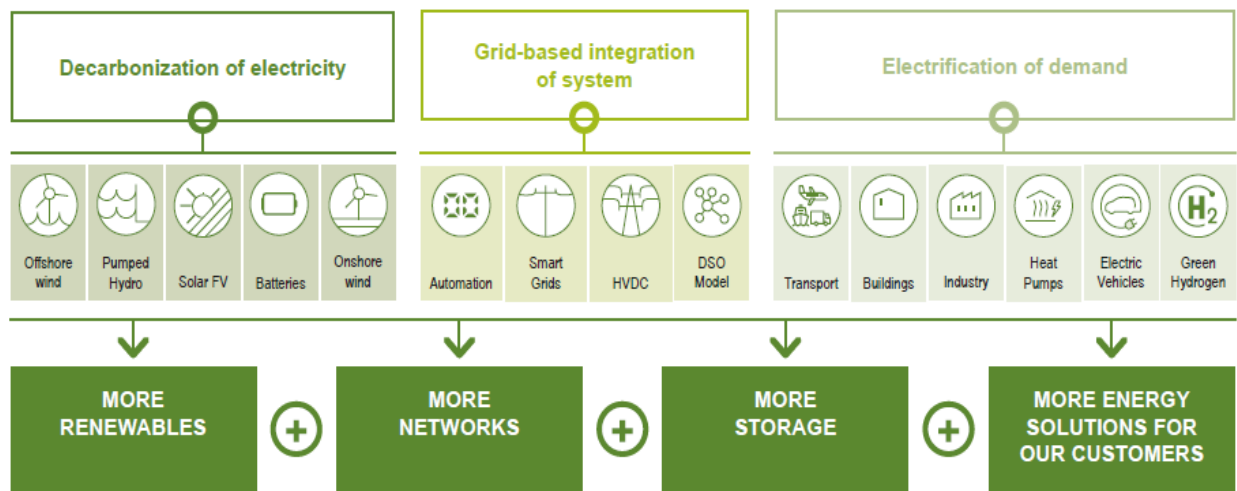 Decarbonization of electricity
Grid-based integration
of system
Electrification of demand
Offshore
wind
Pumped
Hydro
Solar FV
Batteries
Onshore
wind
Automation
Smart
Grids
HVDC
DSO
Model
Transport
Buildings
Industry
Heat
Pumps
Electric
Vehicles
H2
Green
Hydrogen
MORE
RENEWABLES
+
MORE
NETWORKS
+
MORE
STORAGE
+
MORE ENERGY
SOLUTIONS FOR
OUR CUSTOMERS